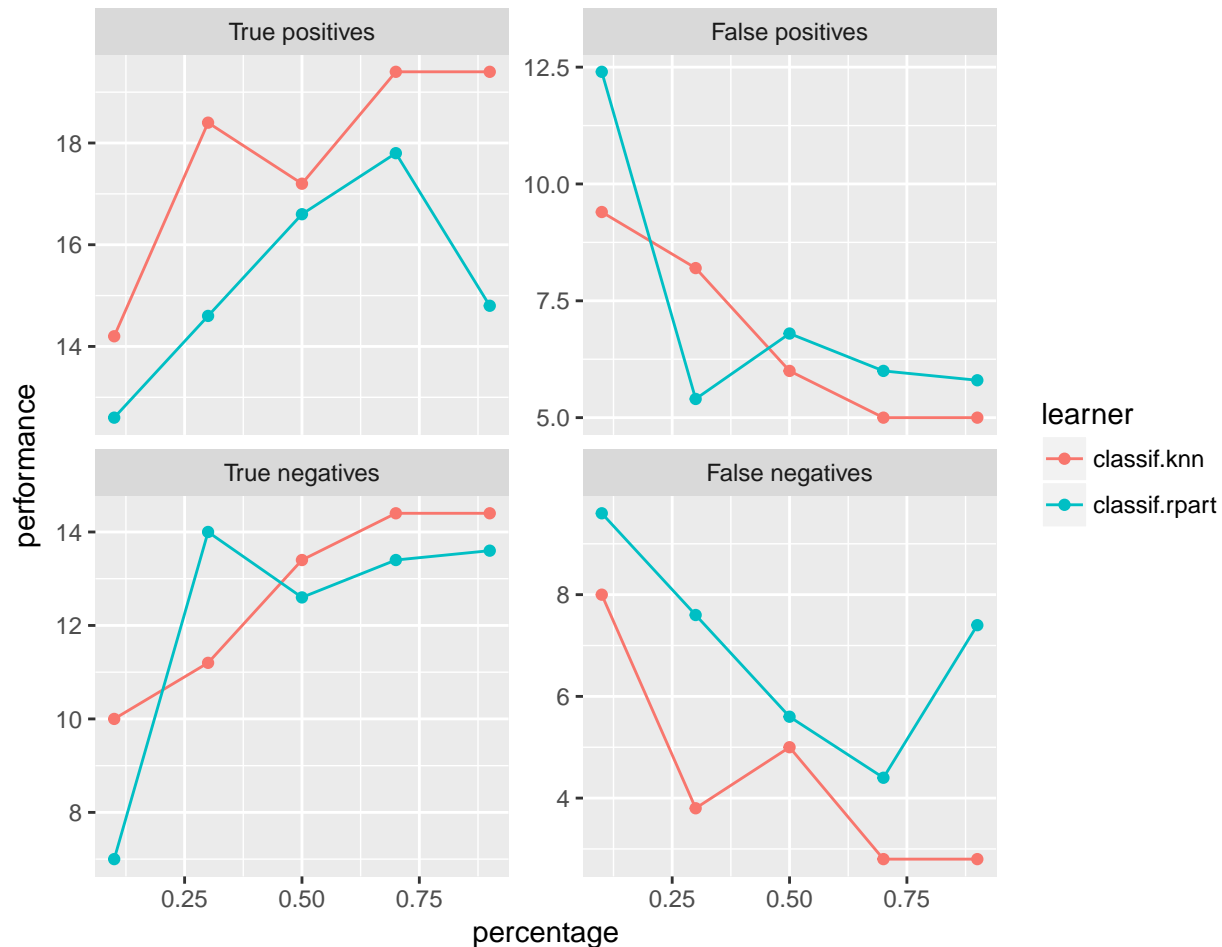 True positives
False positives
18
16
14
12.5
10.0
7.5
5.0
True negatives
False negatives
14
12
10
8
8
6
4
0.25 0.50 0.75
0.25 0.50 0.75
percentage
performance
learner
classif.knn
classif.rpart